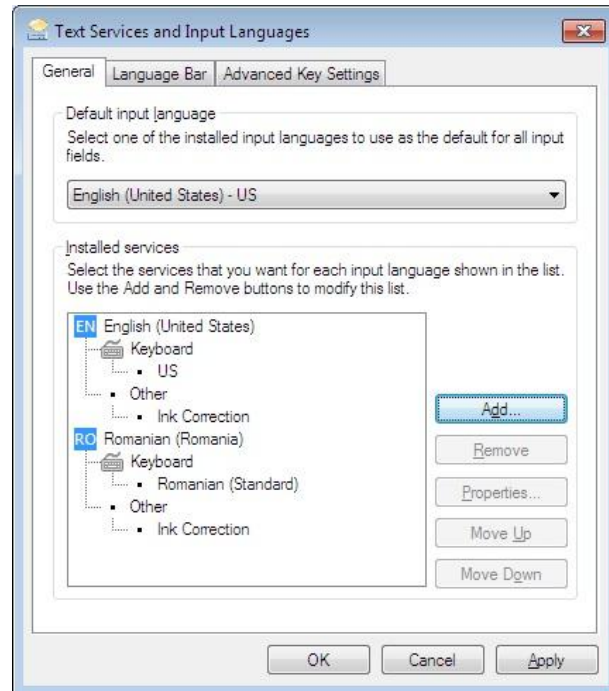 Text Services and Input Languages
General
Language Bar
Advanced Key Settings
Default input language
Select one of the installed input languages to use as the default for all input
fields.
English (United States) - US
Installed services
Select the services that you want for each input language shown in the list.
Use the Add and Remove buttons to modify this list.
EN English (United States)
Keyboard
US
Other
Ink Correction
RO Romanian (Romania)
Keyboard
Romanian (Standard)
Other
Ink Correction
Add...
Remove
Properties...
Move Up
Move Down
OK
Cancel
Apply